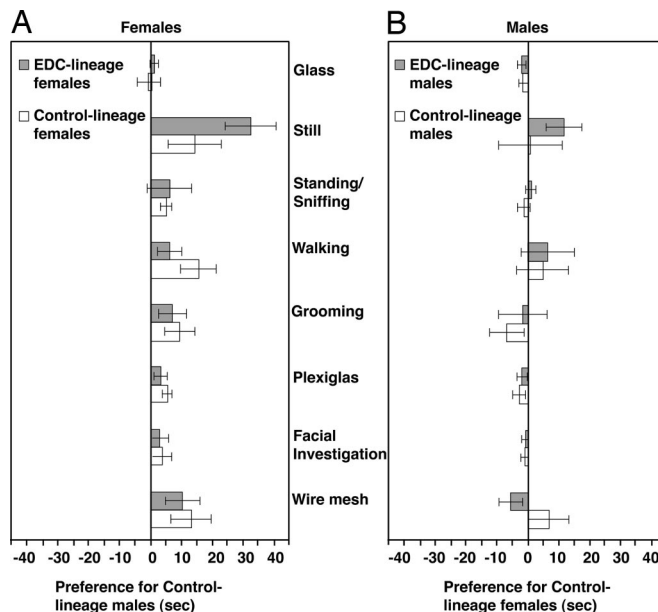 A
Females
EDC-lineage
females
Control-lineage
females
Glass
Still
Standing/
Sniffing
Walking
Grooming
Plexiglas
Facial
Investigation
Wire mesh
-40 -30 -20 -10 0 10 20 30 40
Preference for Control-
lineage males (sec)
B
Males
EDC-lineage
males
Control-lineage
males
-40 -30 -20 -10 0 10 20 30 40
Preference for Control-
lineage females (sec)